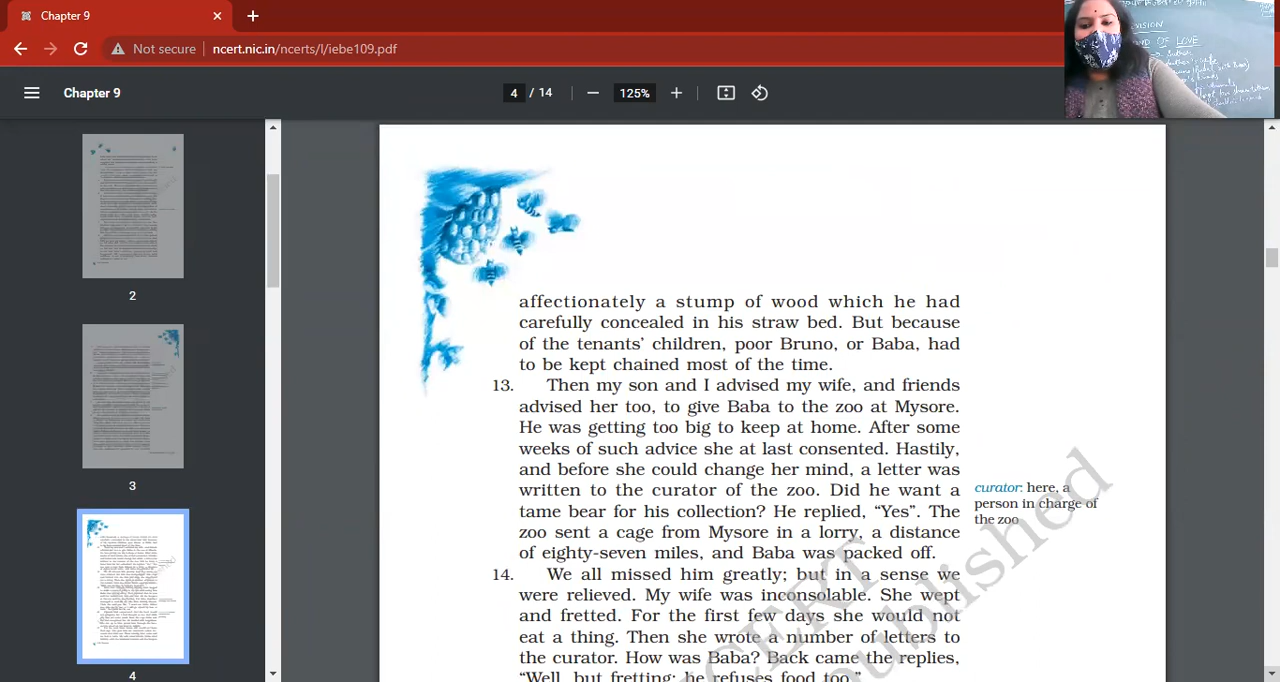 Chapter 9
Not secure
ncert.nic.in/ncerts/l/iebe109.pdf
Chapter 9
4 / 14
125%
VISION
OF LOVE
2
3
4
affectionately a stump of wood which he had
carefully concealed in his straw bed. But because
of the tenants' children, poor Bruno, or Baba, had
to be kept chained most of the time.
13. Then my son and I advised my wife, and friends
advised her too, to give Baba to the zoo at Mysore.
He was getting too big to keep at home. After some
weeks of such advice she at last consented. Hastily,
and before she could change her mind, a letter was
written to the curator of the zoo. Did he want a
tame bear for his collection? He replied, “Yes”. The
zoo sent a cage from Mysore in a lorry, a distance
of eighty-seven miles, and Baba was packed off.
curator: here, a
person in charge of
the zoo
14. We all missed him greatly; but in a sense we
were relieved. My wife was inconsolable. She wept
and fretted. For the first few days she would not
eat a thing. Then she wrote a number of letters to
the curator. How was Baba? Back came the replies,
“Well, but fretting; he refuses food too.”
published